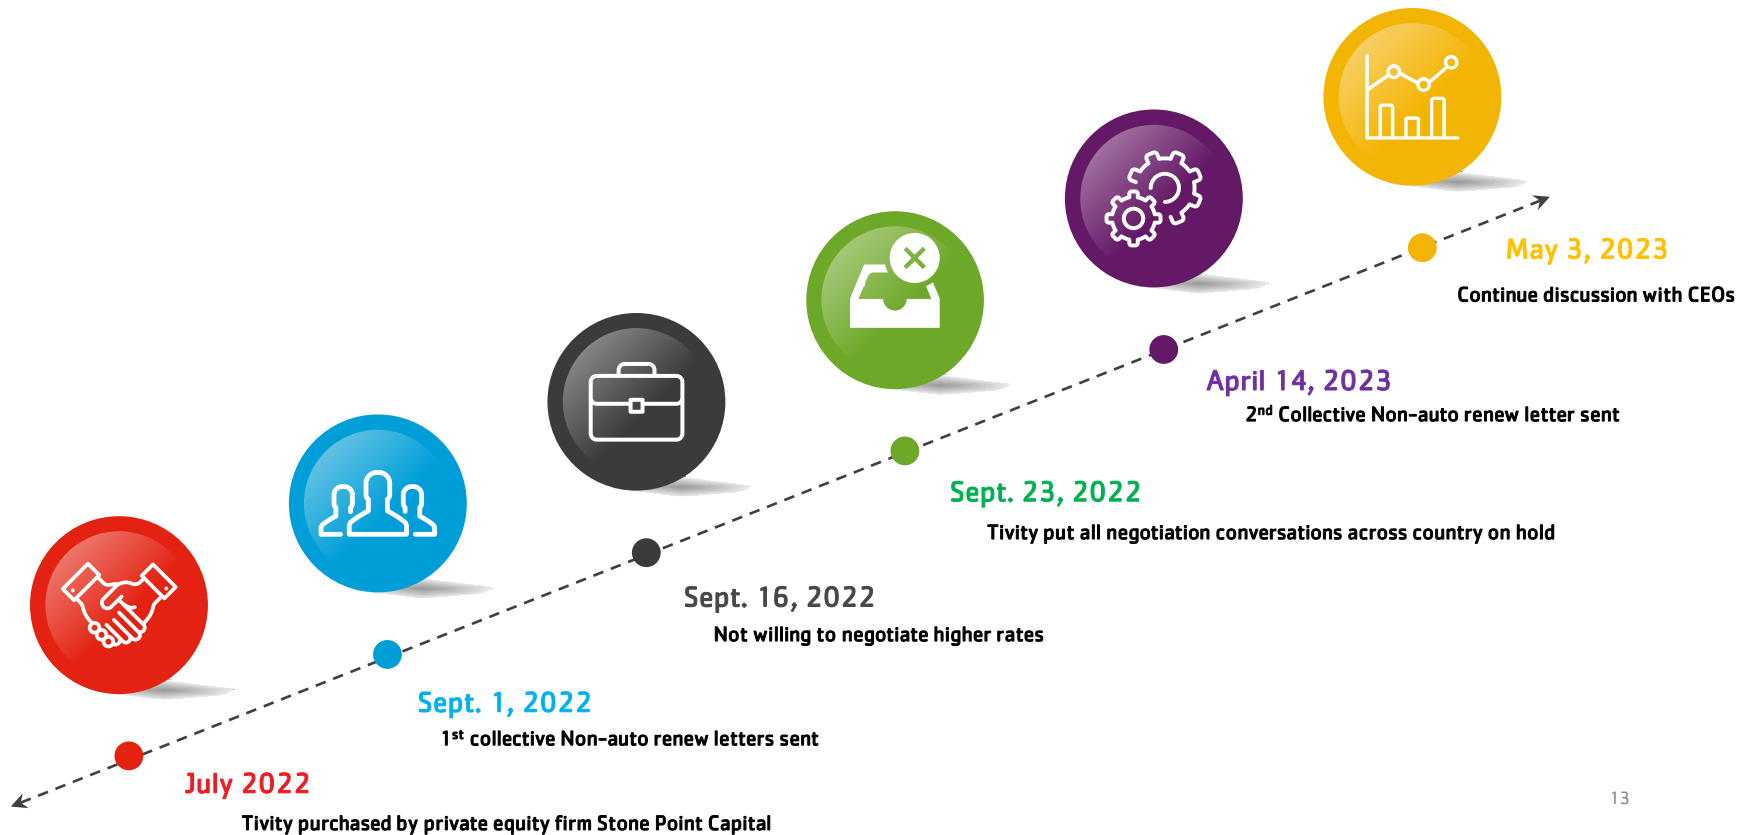 July 2022
Tivity purchased by private equity firm Stone Point Capital
Sept. 1, 2022
1st collective Non-auto renew letters sent
Sept. 16, 2022
Not willing to negotiate higher rates
Sept. 23, 2022
Tivity put all negotiation conversations across country on hold
April 14, 2023
2nd Collective Non-auto renew letter sent
May 3, 2023
Continue discussion with CEOs
13